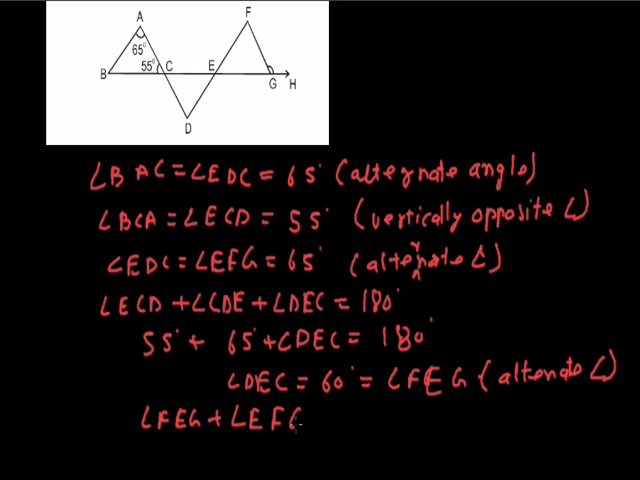 F
A
65°
55° C
B
E
G H
D
∠BAC = ∠EDC = 65° (alternate angle)
∠BCA = ∠ECD = 55° (vertically opposite ∠)
∠EDC = ∠EFG = 65° (alternate ∠)
∠ECD + ∠CDE + ∠DEC = 180°
55° + 65° + ∠DEC = 180°
∠DEC = 60° = ∠FEG (altenate ∠)
∠FEG + ∠EFG